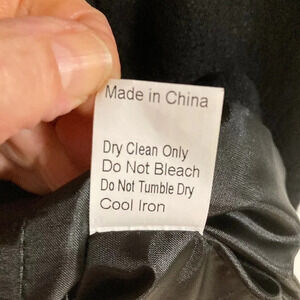 Made in China
Dry Clean Only
Do Not Bleach
Do Not Tumble Dry
Cool Iron